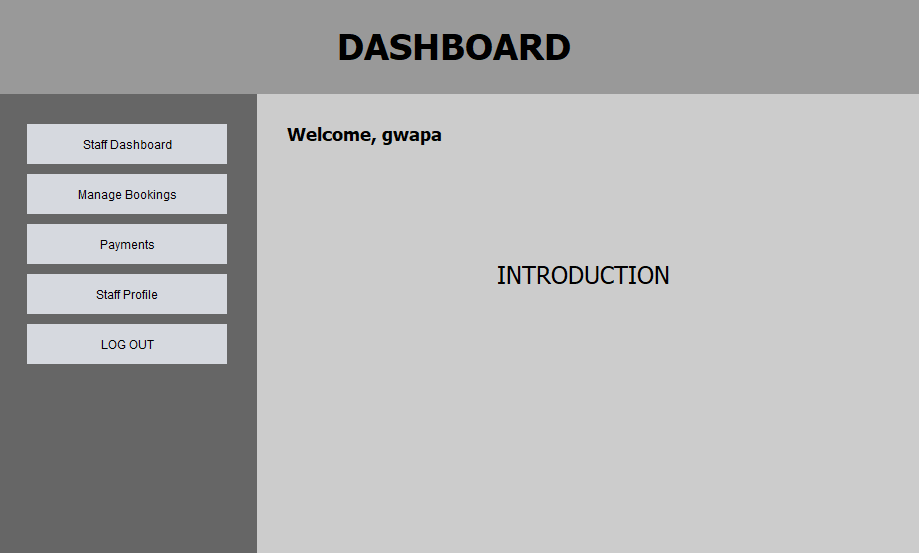 DASHBOARD
Staff Dashboard
Manage Bookings
Payments
Staff Profile
LOG OUT
Welcome, gwapa
INTRODUCTION